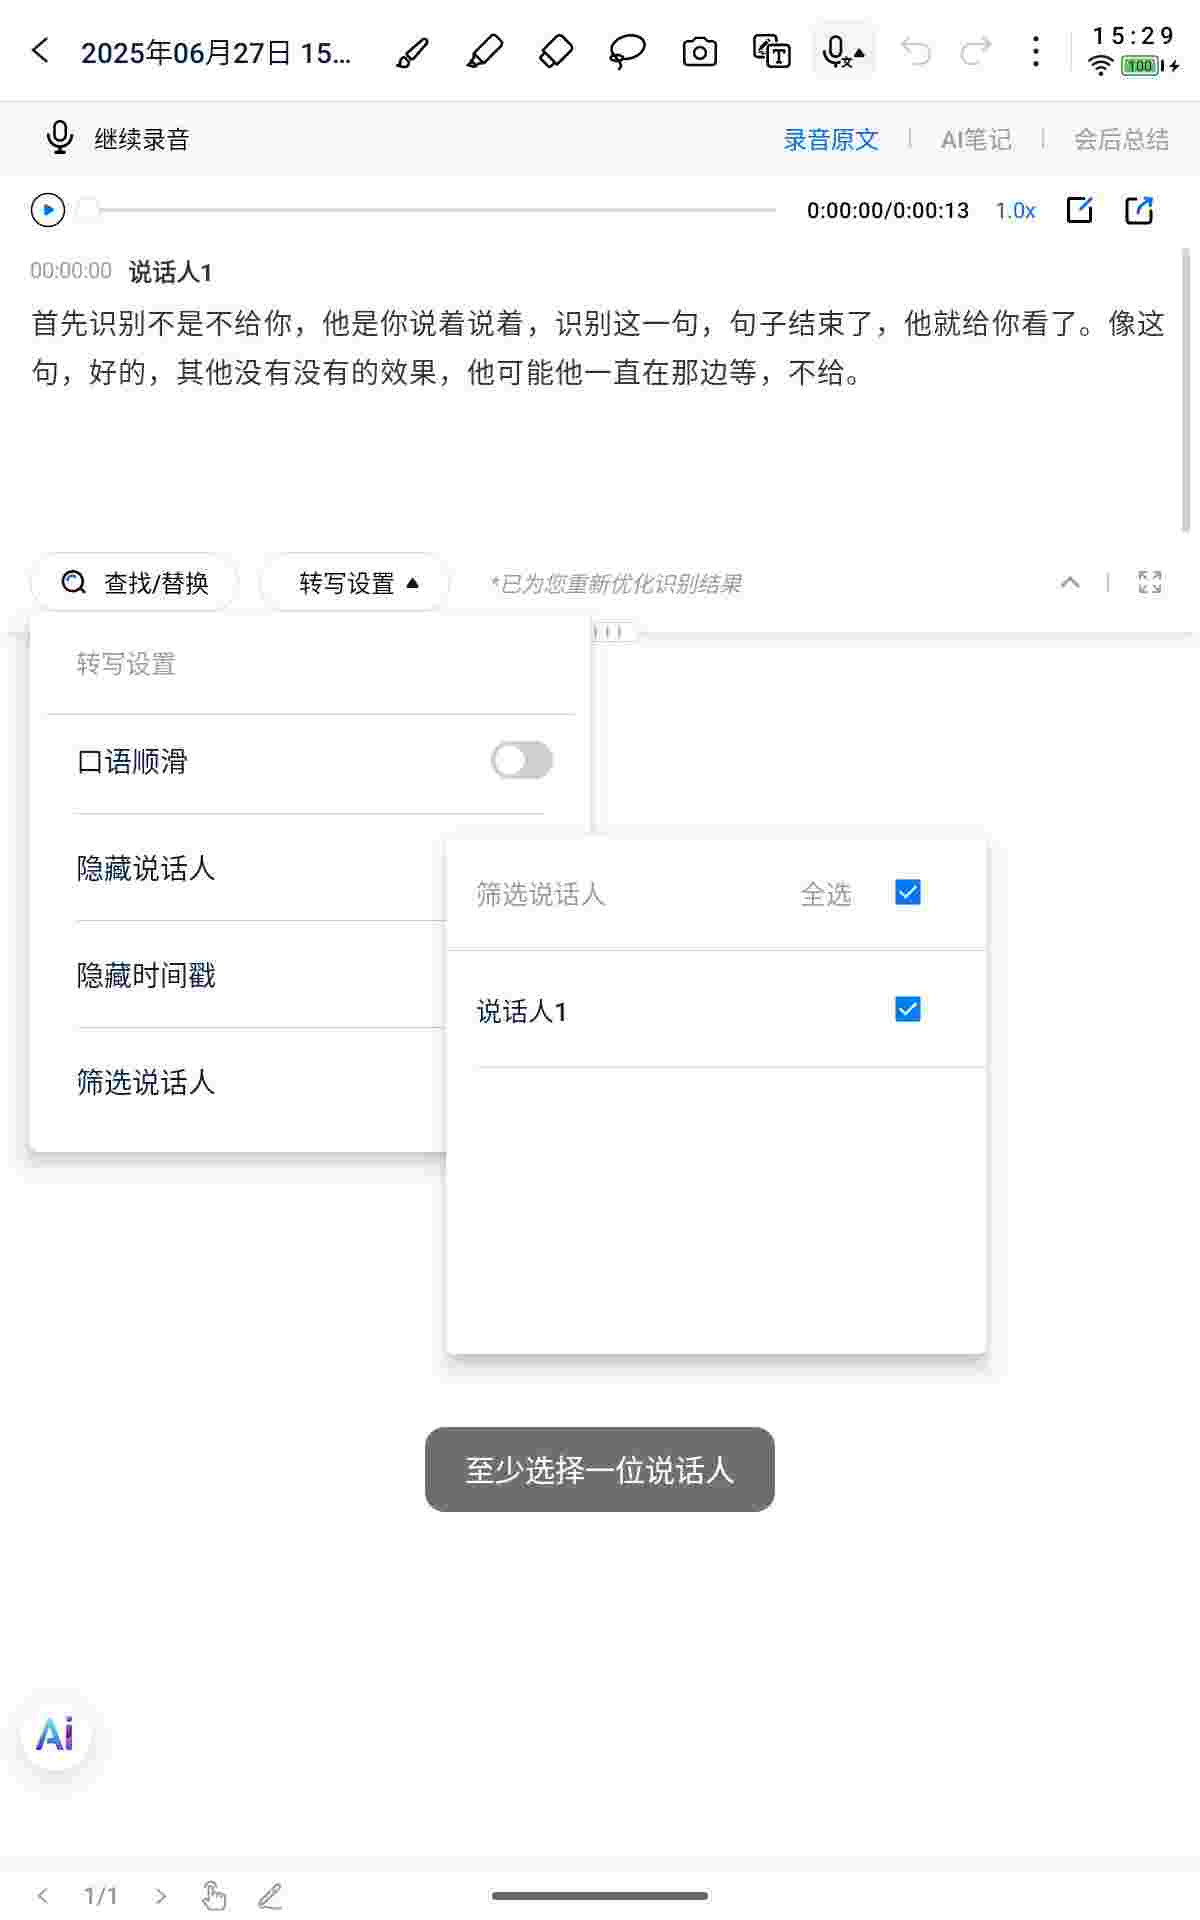 2025年06月27日 15...
15:29
100
继续录音
录音原文
AI笔记
会后总结
0:00:00/0:00:13
1.0x
00:00:00 说话人1
首先识别不是不给你，他是你说着说着，识别这一句，句子结束了，他就给你看了。像这
句，好的，其他没有没有的效果，他可能他一直在那边等，不给。
查找/替换
转写设置
*已为您重新优化识别结果
转写设置
口语顺滑
隐藏说话人
隐藏时间戳
筛选说话人
筛选说话人
全选
说话人1
至少选择一位说话人
Ai
1/1